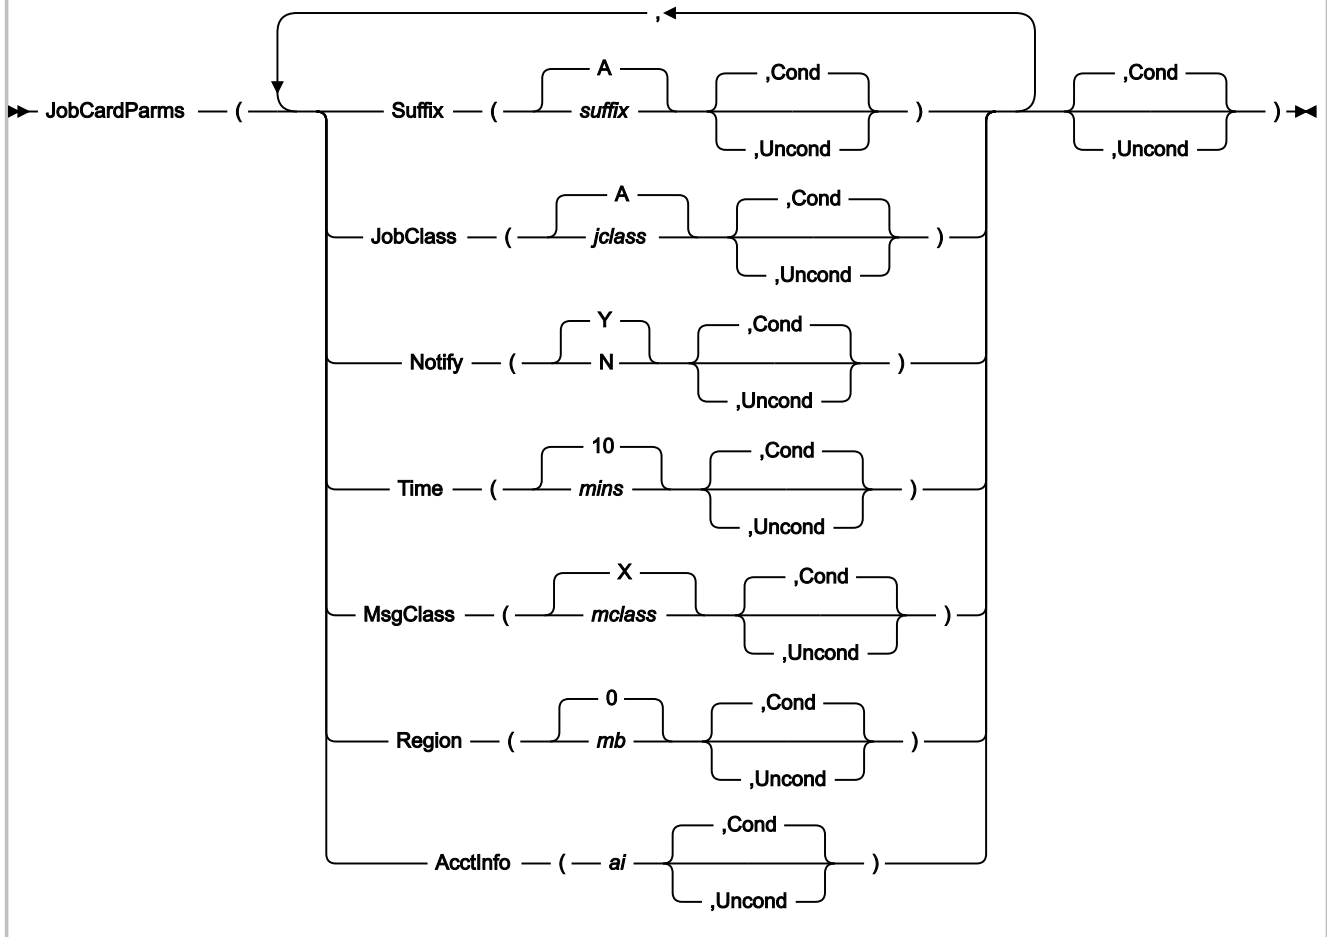 ,
JobCardParms ( Suffix ( A suffix ,Cond ,Uncond ) ,Cond ,Uncond )
JobClass ( A jclass ,Cond ,Uncond )
Notify ( Y N ,Cond ,Uncond )
Time ( 10 mins ,Cond ,Uncond )
MsgClass ( X mclass ,Cond ,Uncond )
Region ( 0 mb ,Cond ,Uncond )
AcctInfo ( ai ,Cond ,Uncond )